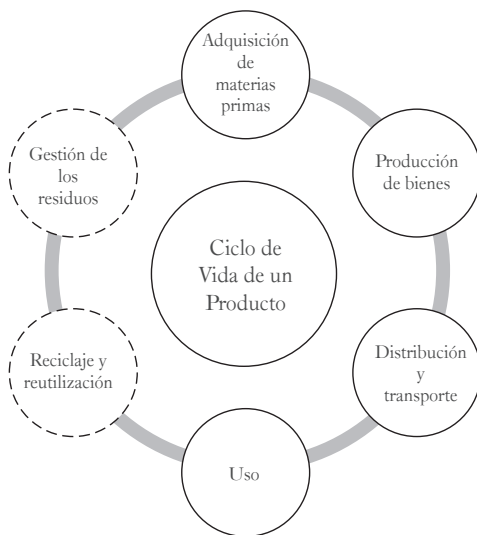 Adquisición
de
materias
primas
Producción
de bienes
Distribución
y
transporte
Uso
Reciclaje y
reutilización
Gestión de
los
residuos
Ciclo de
Vida de un
Producto